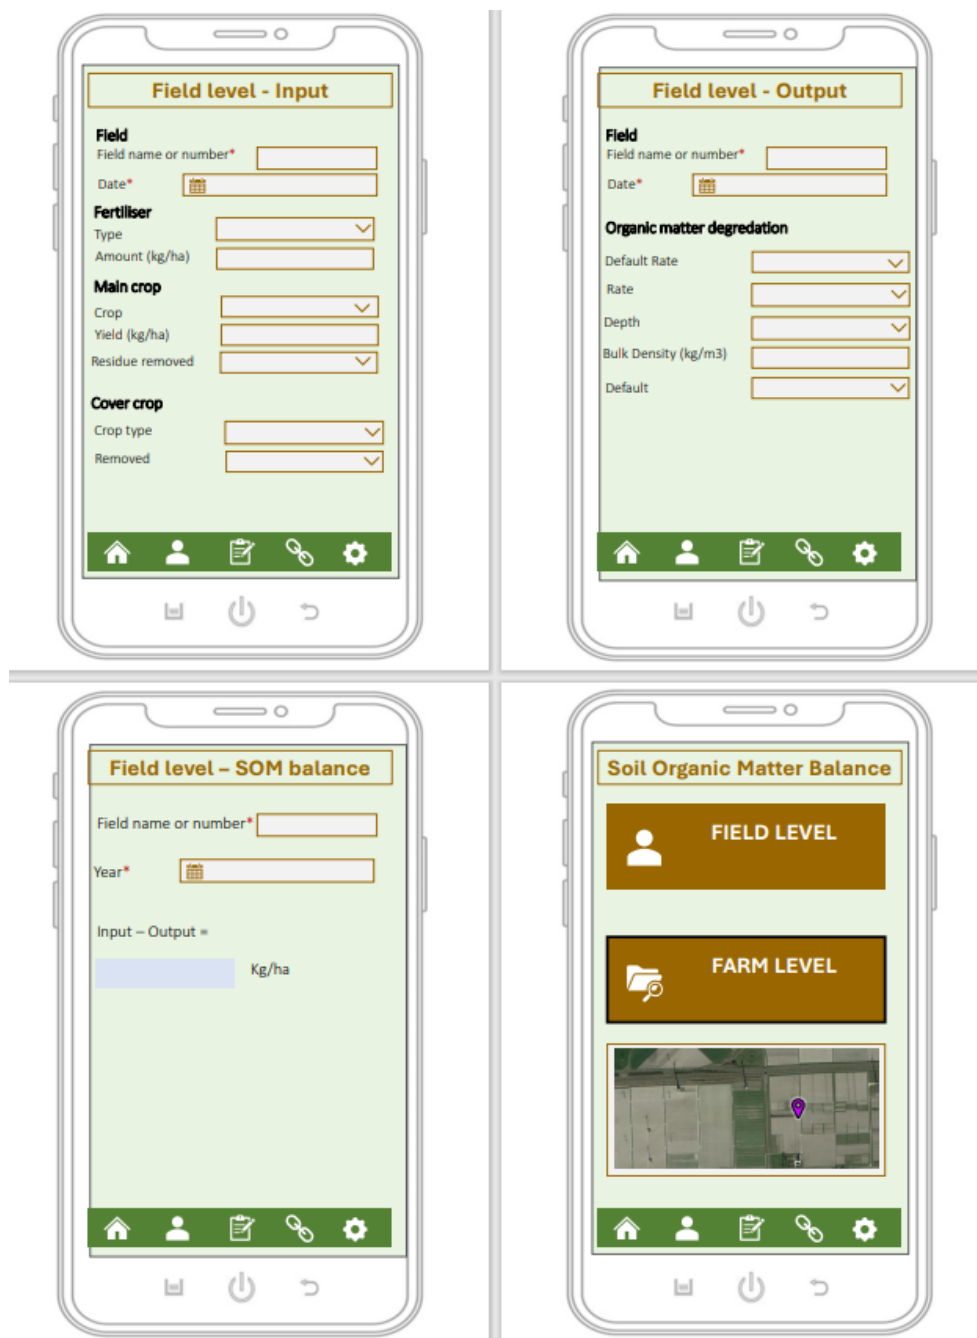 Field level - Input
Field
Field name or number*
Date*
Fertiliser
Type
Amount (kg/ha)
Main crop
Crop
Yield (kg/ha)
Residue removed
Cover crop
Crop type
Removed
Field level - Output
Field
Field name or number*
Date*
Organic matter degredation
Default Rate
Rate
Depth
Bulk Density (kg/m3)
Default
Field level – SOM balance
Field name or number*
Year*
Input – Output =
Kg/ha
Soil Organic Matter Balance
FIELD LEVEL
FARM LEVEL